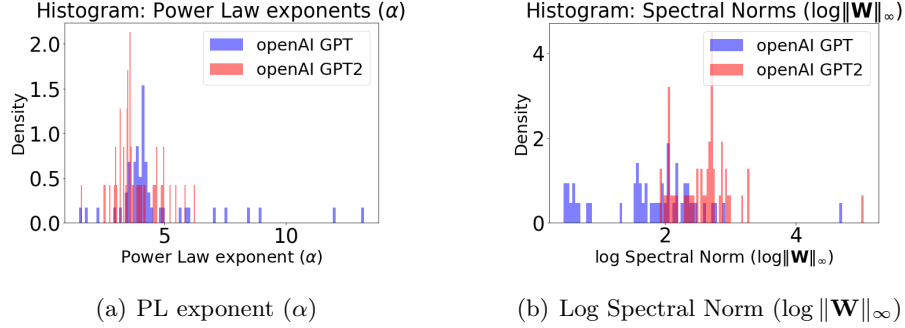 Histogram: Power Law exponents (α)
openAI GPT
openAI GPT2
Density
2.0
1.5
1.0
0.5
0.0
5
10
Power Law exponent (α)
(a) PL exponent (α)
Histogram: Spectral Norms (log‖W‖∞)
openAI GPT
openAI GPT2
Density
4
2
0
2
4
log Spectral Norm (log‖W‖∞)
(b) Log Spectral Norm (log ‖W‖∞)